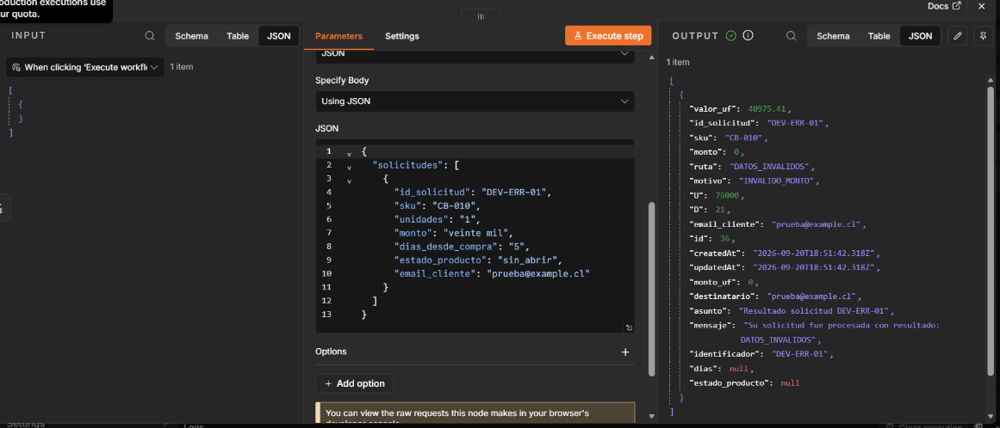 oduction executions use
ur quota.
Docs
INPUT
Schema Table JSON
Parameters Settings
Execute step
OUTPUT
Schema Table JSON
When clicking 'Execute workfl
1 item
[
{
}
]
JSON
Specify Body
Using JSON
JSON
1 {
2 "solicitudes": [
3 {
4 "id_solicitud": "DEV-ERR-01",
5 "sku": "CB-010",
6 "unidades": "1",
7 "monto": "veinte mil",
8 "dias_desde_compra": "5",
9 "estado_producto": "sin_abrir",
10 "email_cliente": "prueba@example.cl"
11 }
12 ]
13 }
Options
+ Add option
You can view the raw requests this node makes in your browser's
developer console
1 item
[
{
"valor_uf": 40975.41,
"id_solicitud": "DEV-ERR-01",
"sku": "CB-010",
"monto": 0,
"ruta": "DATOS_INVALIDOS",
"motivo": "INVALIDO_MONTO",
"U": 76000,
"D": 21,
"email_cliente": "prueba@example.cl",
"id": 36,
"createdAt": "2026-09-20T18:51:42.318Z",
"updatedAt": "2026-09-20T18:51:42.318Z",
"monto_uf": 0,
"destinatario": "prueba@example.cl",
"asunto": "Resultado solicitud DEV-ERR-01",
"mensaje": "Su solicitud fue procesada con resultado:
DATOS_INVALIDOS",
"identificador": "DEV-ERR-01",
"dias": null,
"estado_producto": null
}
]
Settings
Logs
Clear execution